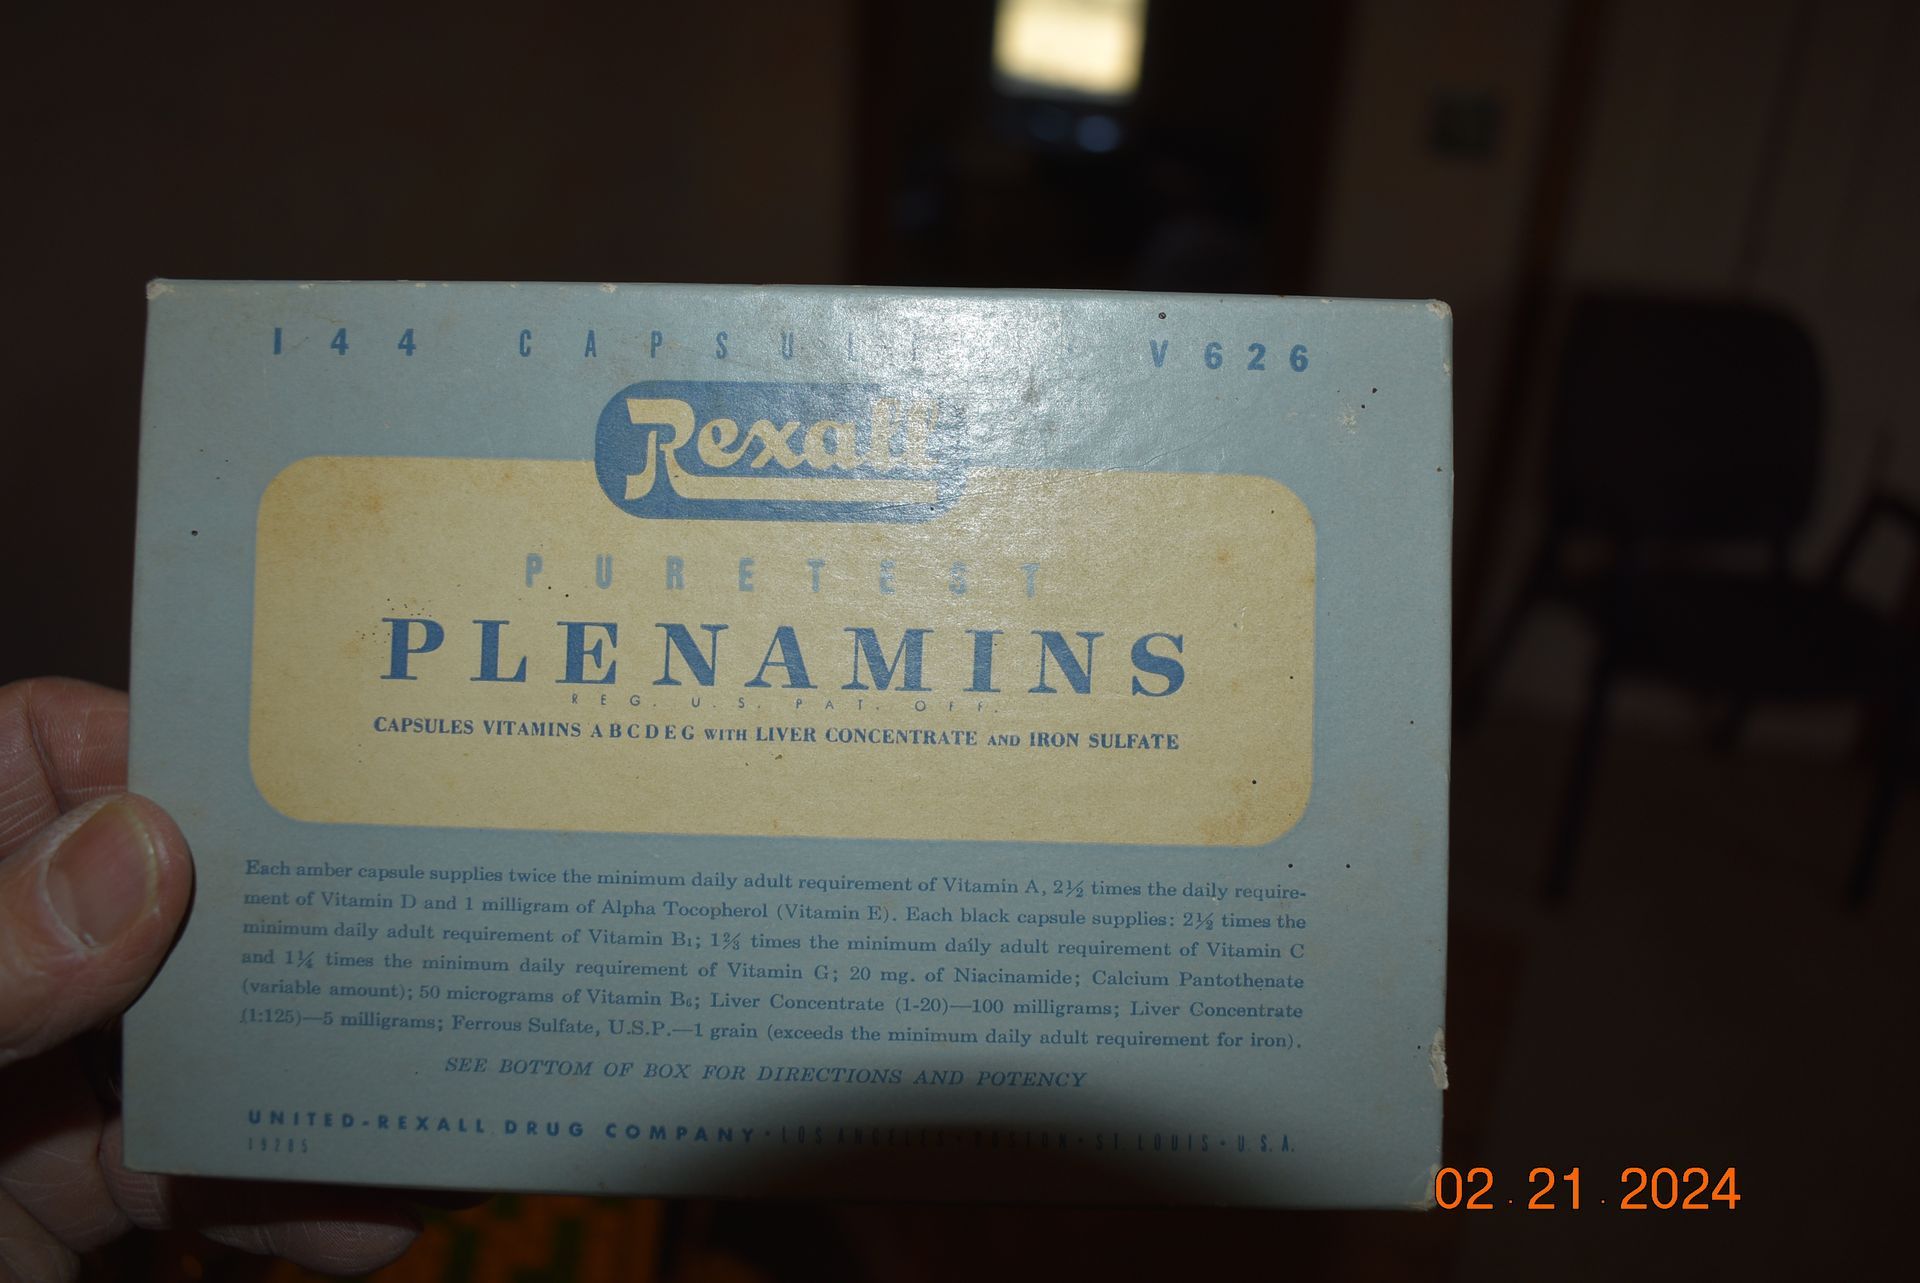 144 CAPSULES V626
Rexall
PURETEST
PLENAMINS
REG. U.S. PAT. OFF.
CAPSULES VITAMINS A B C D E G WITH LIVER CONCENTRATE AND IRON SULFATE
Each amber capsule supplies twice the minimum daily adult requirement of Vitamin A, 2½ times the daily require-
ment of Vitamin D and 1 milligram of Alpha Tocopherol (Vitamin E). Each black capsule supplies: 2½ times the
minimum daily adult requirement of Vitamin B₁; 1⅔ times the minimum daily adult requirement of Vitamin C
and 1¼ times the minimum daily requirement of Vitamin G; 20 mg. of Niacinamide; Calcium Pantothenate
(variable amount); 50 micrograms of Vitamin B₆; Liver Concentrate (1-20)—100 milligrams; Liver Concentrate
(1:125)—5 milligrams; Ferrous Sulfate, U.S.P.—1 grain (exceeds the minimum daily adult requirement for iron).
SEE BOTTOM OF BOX FOR DIRECTIONS AND POTENCY
UNITED-REXALL DRUG COMPANY · LOS ANGELES · BOSTON · ST. LOUIS · U.S.A.
19285
02.21.2024